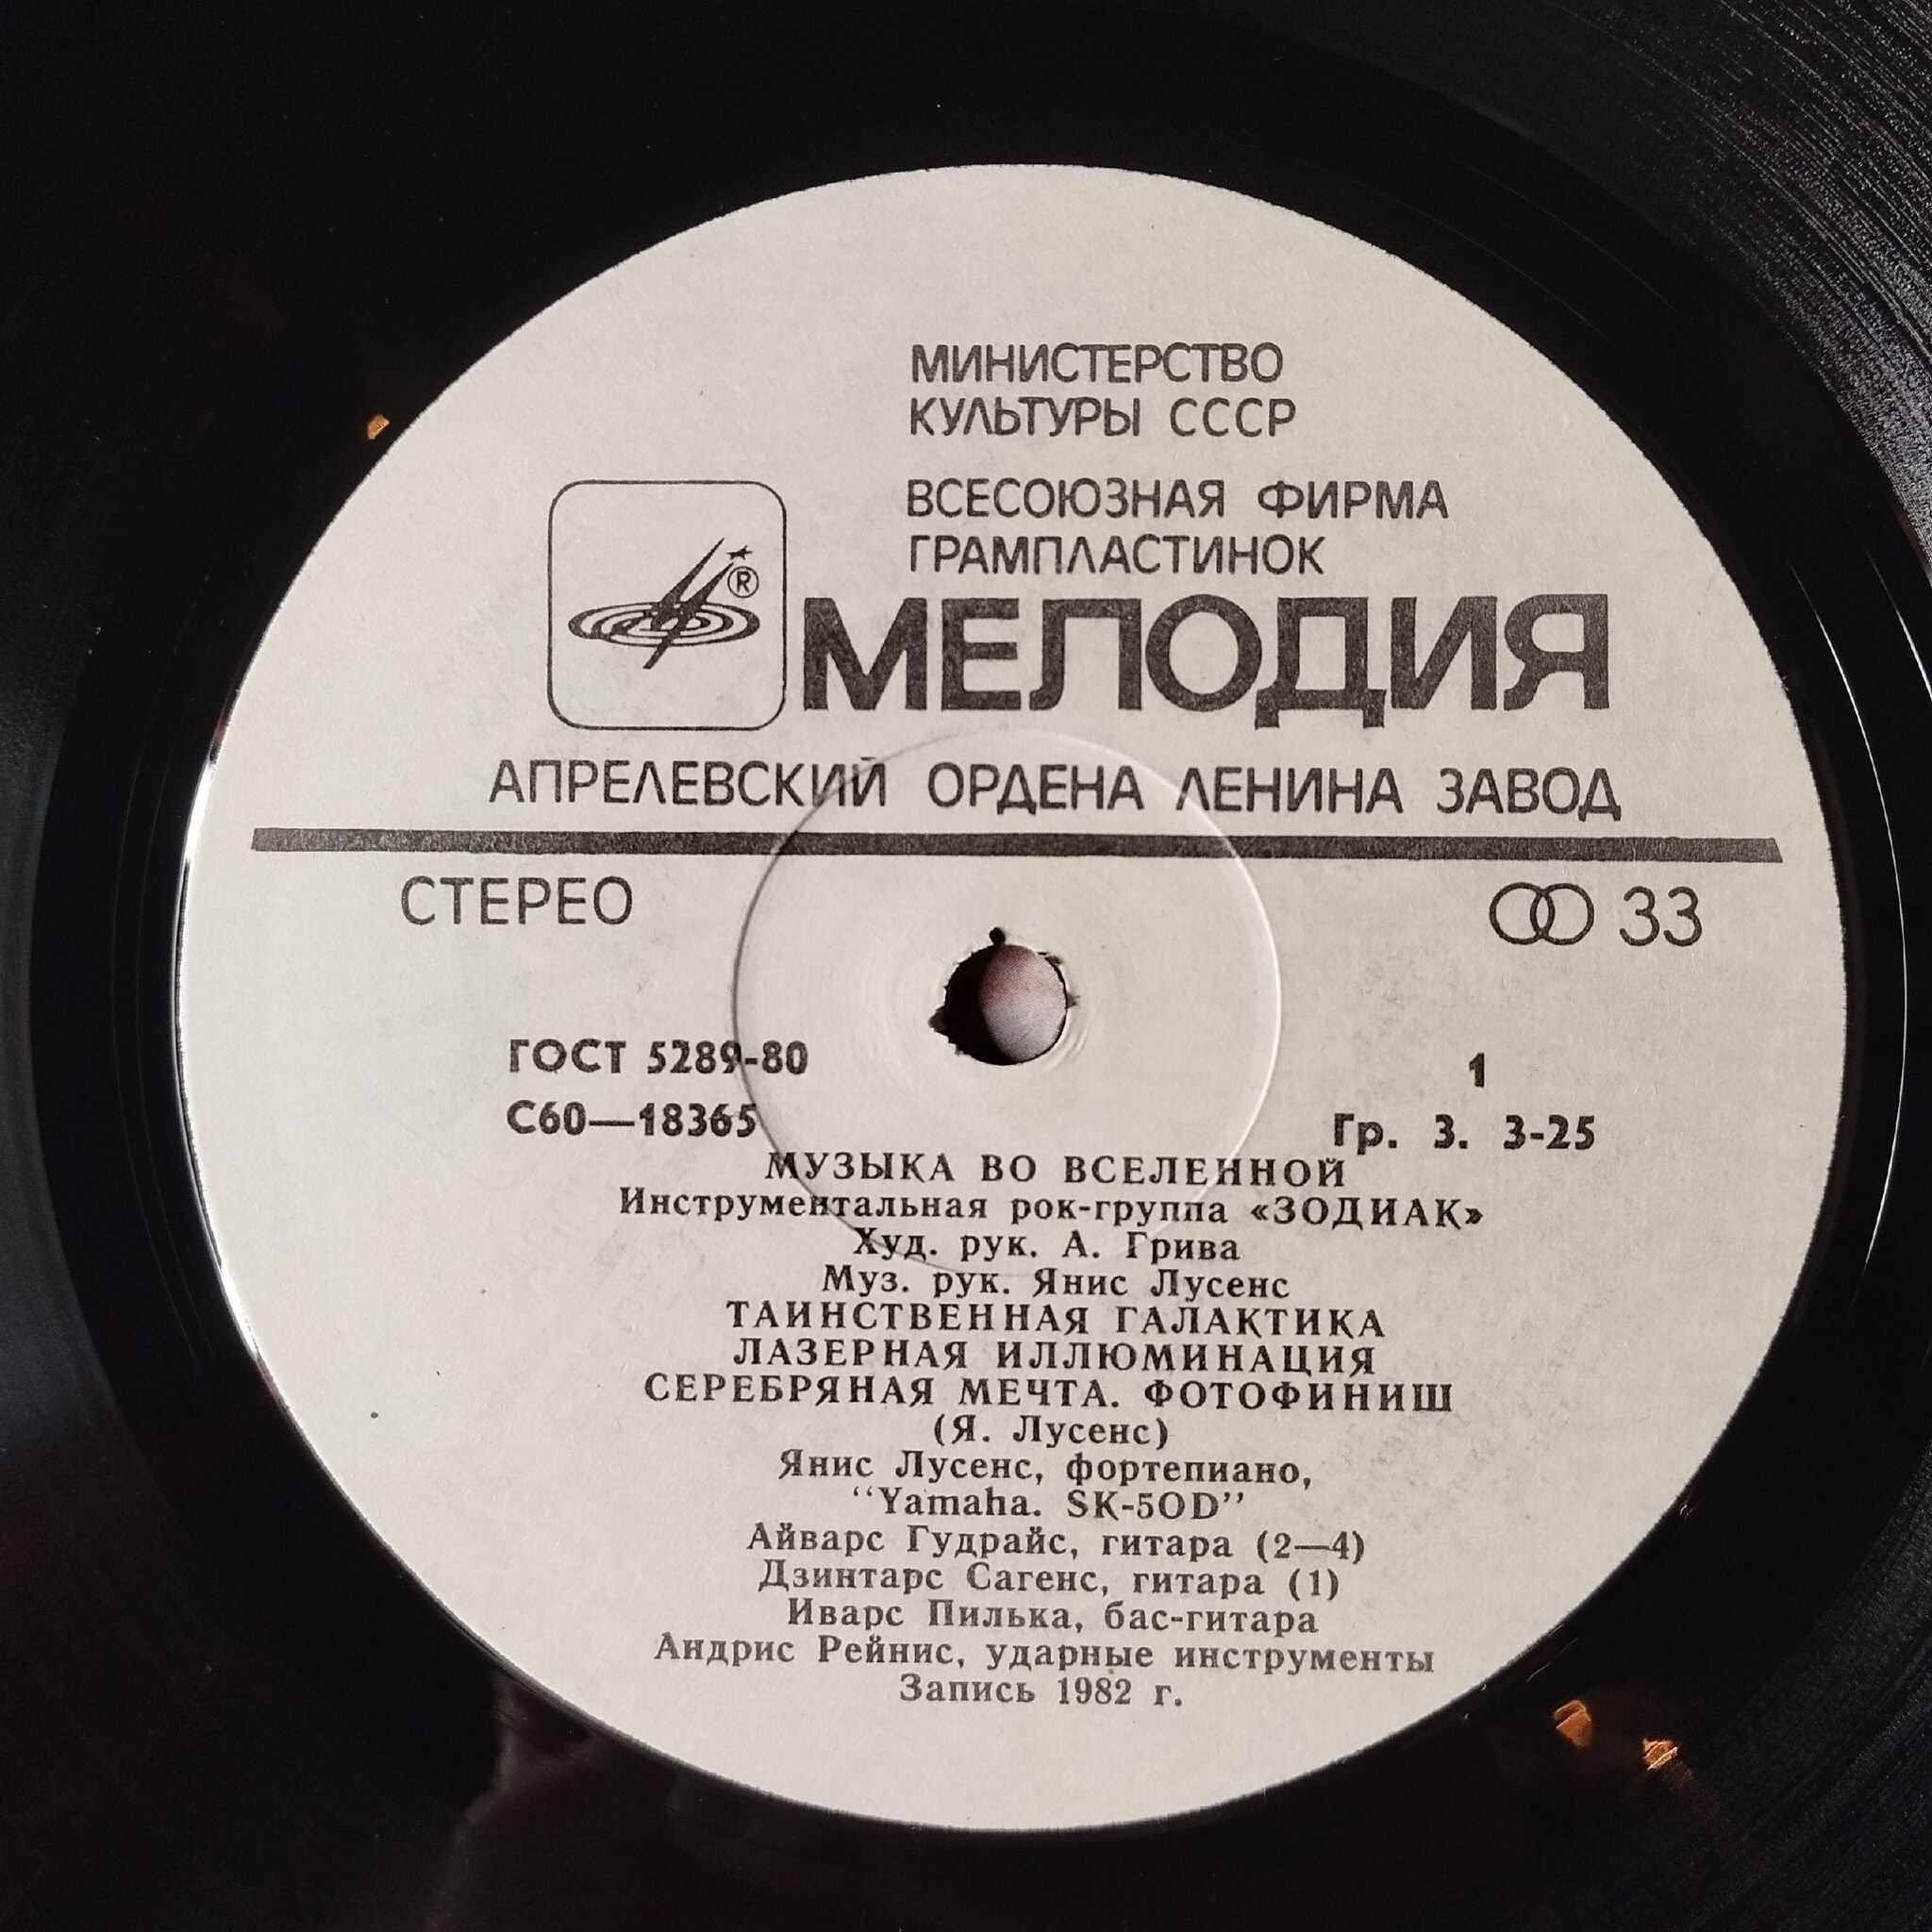 МИНИСТЕРСТВО
КУЛЬТУРЫ СССР
ВСЕСОЮЗНАЯ ФИРМА
ГРАМПЛАСТИНОК
®
МЕЛОДИЯ
АПРЕЛЕВСКИЙ ОРДЕНА ЛЕНИНА ЗАВОД
СТЕРЕО 33
ГОСТ 5289-80 1
С60—18365 Гр. 3. 3-25
МУЗЫКА ВО ВСЕЛЕННОЙ
Инструментальная рок-группа «ЗОДИАК»
Худ. рук. А. Грива
Муз. рук. Янис Лусенс
ТАИНСТВЕННАЯ ГАЛАКТИКА
ЛАЗЕРНАЯ ИЛЛЮМИНАЦИЯ
СЕРЕБРЯНАЯ МЕЧТА. ФОТОФИНИШ
(Я. Лусенс)
Янис Лусенс, фортепиано,
“Yamaha. SK-5OD”
Айварс Гудрайс, гитара (2—4)
Дзинтарс Сагенс, гитара (1)
Иварс Пилька, бас-гитара
Андрис Рейнис, ударные инструменты
Запись 1982 г.